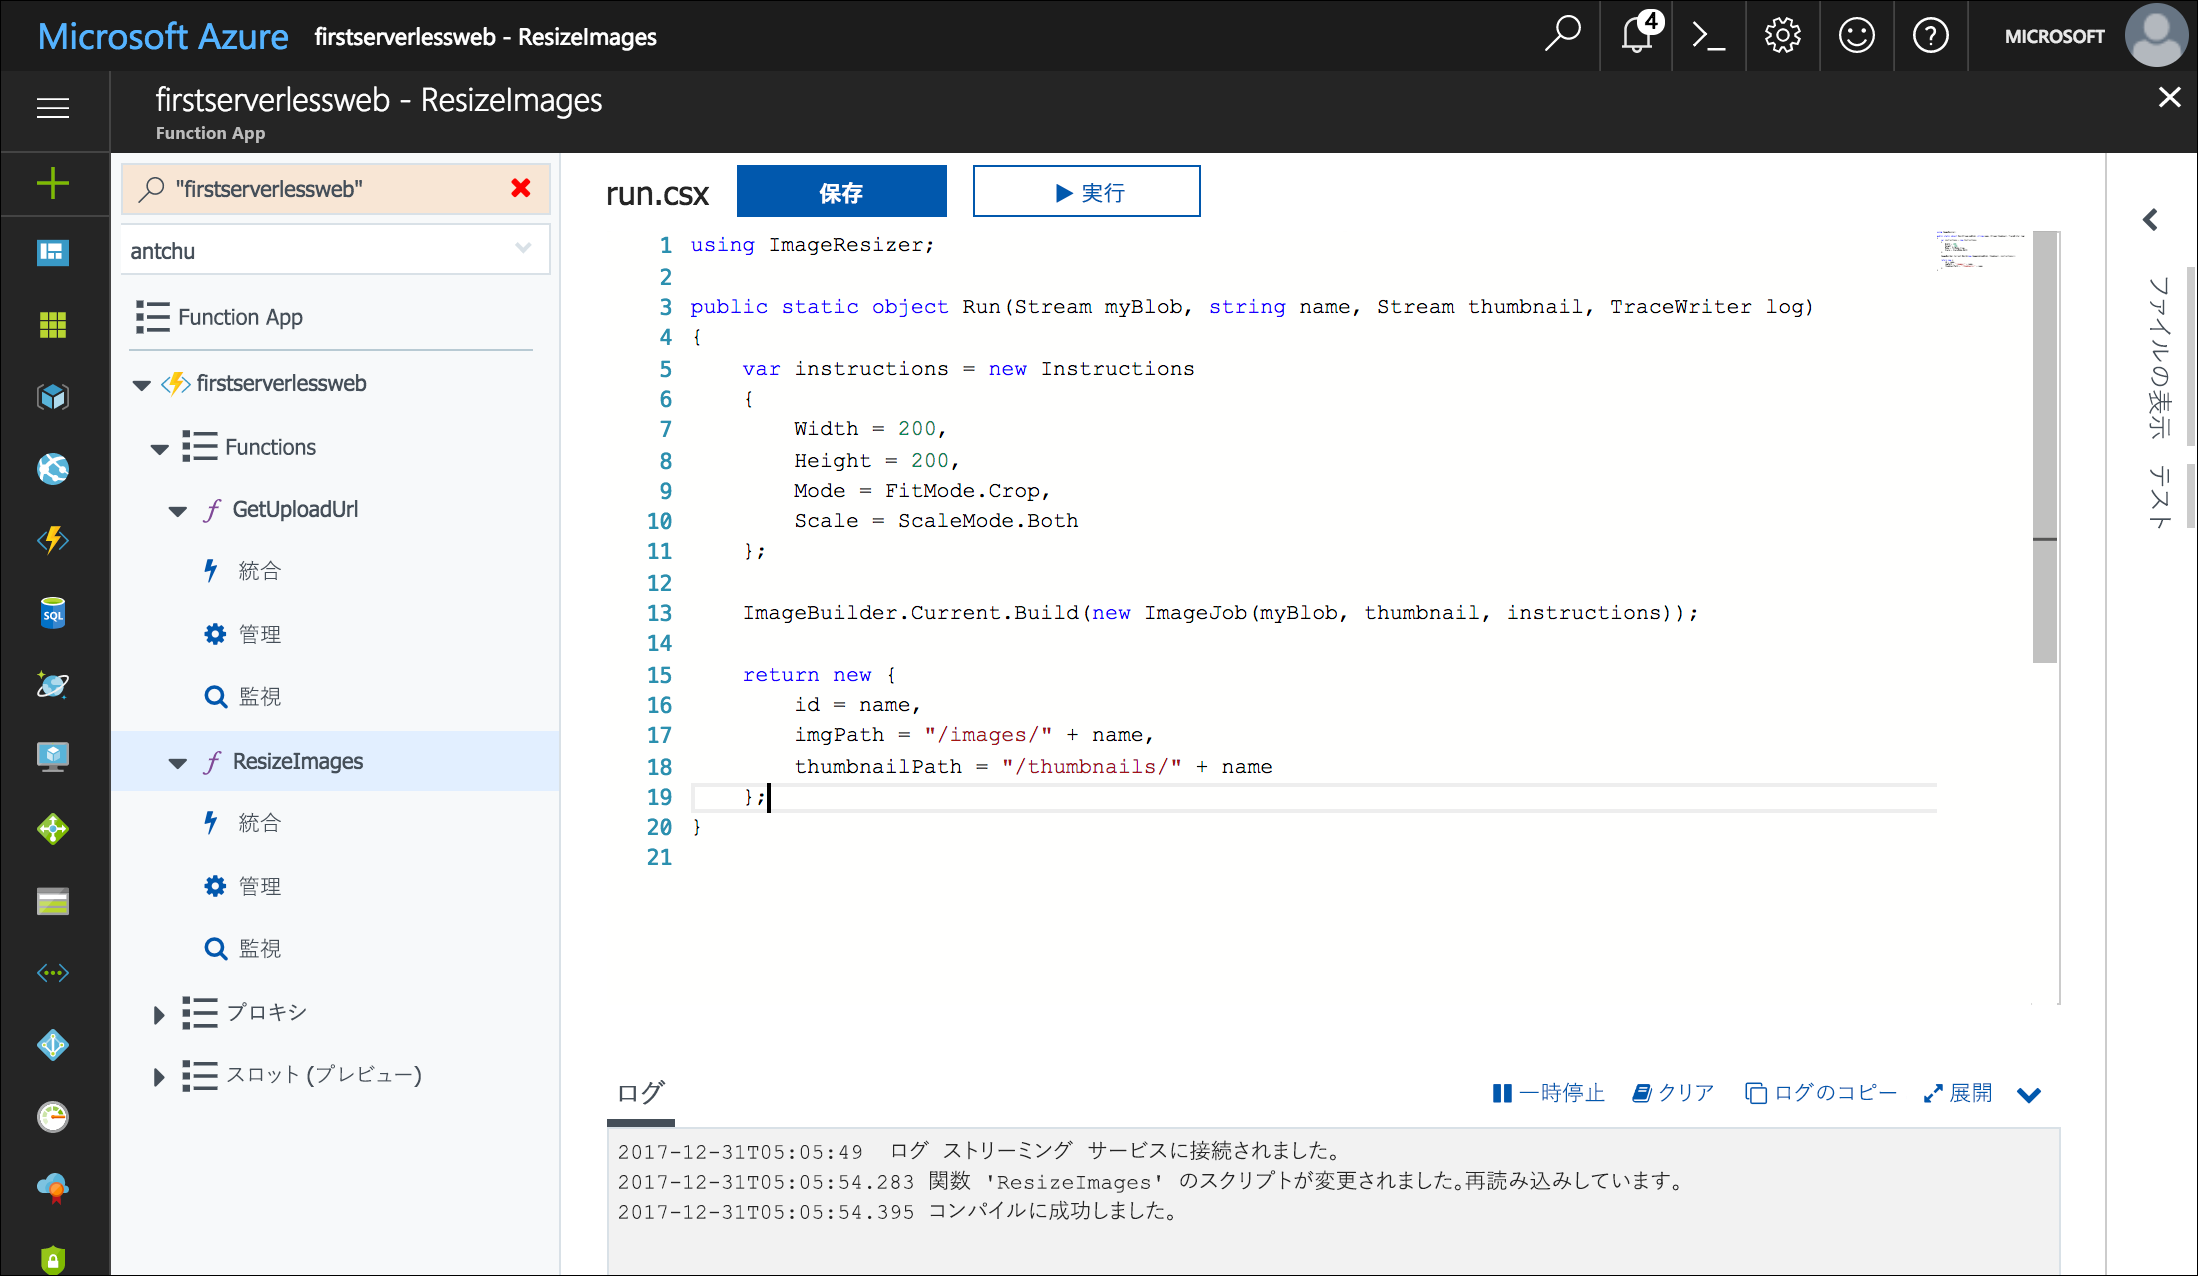 Microsoft Azure firstserverlessweb - ResizeImages
4
MICROSOFT
firstserverlessweb - ResizeImages
Function App
"firstserverlessweb"
antchu
Function App
firstserverlessweb
Functions
GetUploadUrl
統合
管理
監視
ResizeImages
統合
管理
監視
プロキシ
スロット (プレビュー)
SQL
run.csx 保存 実行
1 using ImageResizer;
2
3 public static object Run(Stream myBlob, string name, Stream thumbnail, TraceWriter log)
4 {
5 var instructions = new Instructions
6 {
7 Width = 200,
8 Height = 200,
9 Mode = FitMode.Crop,
10 Scale = ScaleMode.Both
11 };
12
13 ImageBuilder.Current.Build(new ImageJob(myBlob, thumbnail, instructions));
14
15 return new {
16 id = name,
17 imgPath = "/images/" + name,
18 thumbnailPath = "/thumbnails/" + name
19 };
20 }
21
ファイルの表示
テスト
ログ 一時停止 クリア ログのコピー 展開
2017-12-31T05:05:49 ログ ストリーミング サービスに接続されました。
2017-12-31T05:05:54.283 関数 'ResizeImages' のスクリプトが変更されました。再読み込みしています。
2017-12-31T05:05:54.395 コンパイルに成功しました。